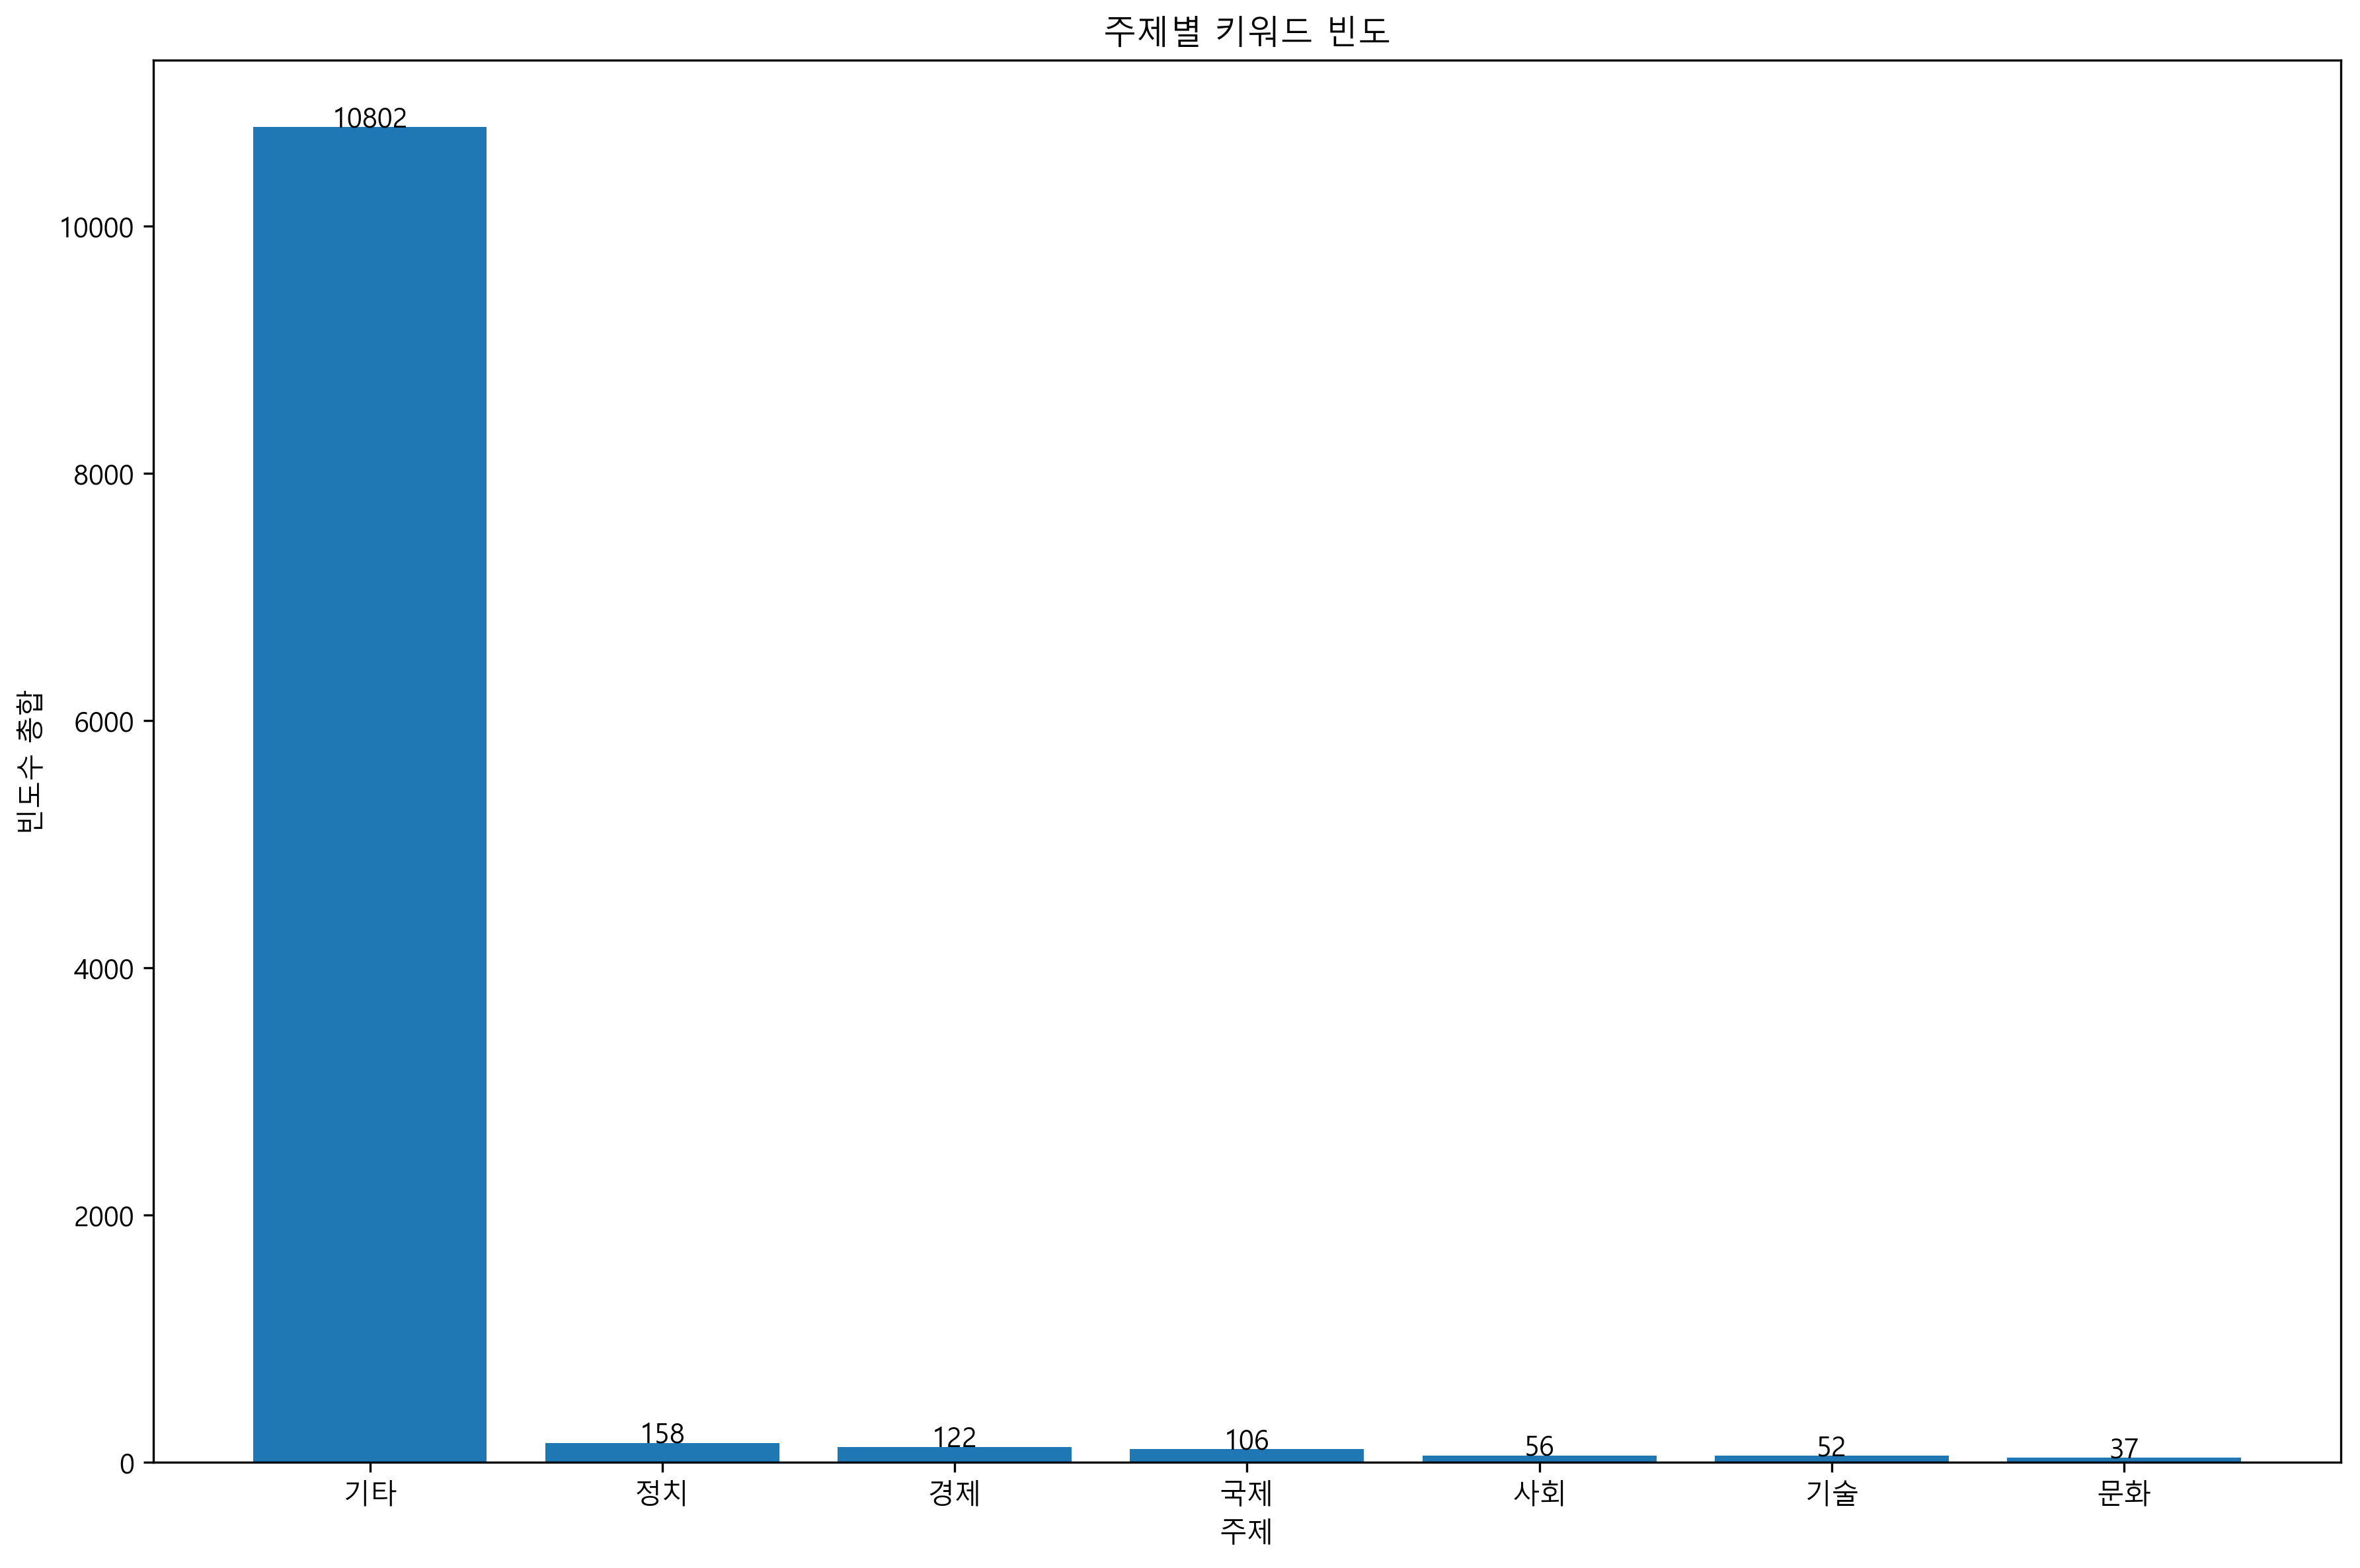 주제별 키워드 빈도
10802
10000
8000
6000
4000
2000
0
빈도수 총합
158
122
106
56
52
37
기타
정치
경제
국제
사회
기술
문화
주제